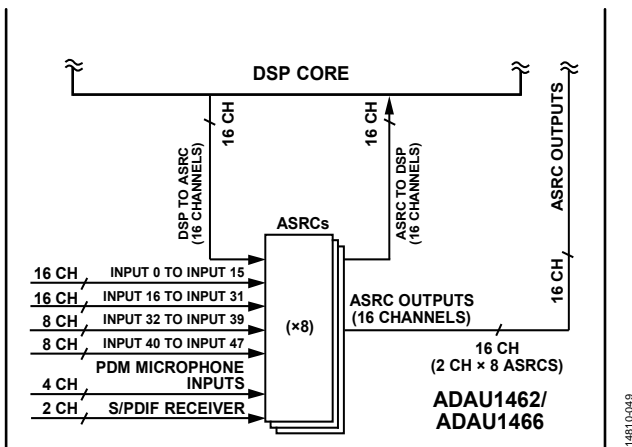 DSP CORE
16 CH
16 CH
DSP TO ASRC
(16 CHANNELS)
ASRC TO DSP
(16 CHANNELS)
ASRC OUTPUTS
ASRCs
16 CH
INPUT 0 TO INPUT 15
16 CH
INPUT 16 TO INPUT 31
8 CH
INPUT 32 TO INPUT 39
8 CH
INPUT 40 TO INPUT 47
PDM MICROPHONE
INPUTS
4 CH
2 CH
S/PDIF RECEIVER
(×8)
ASRC OUTPUTS
(16 CHANNELS)
16 CH
16 CH
(2 CH × 8 ASRCS)
ADAU1462/
ADAU1466
14810-049